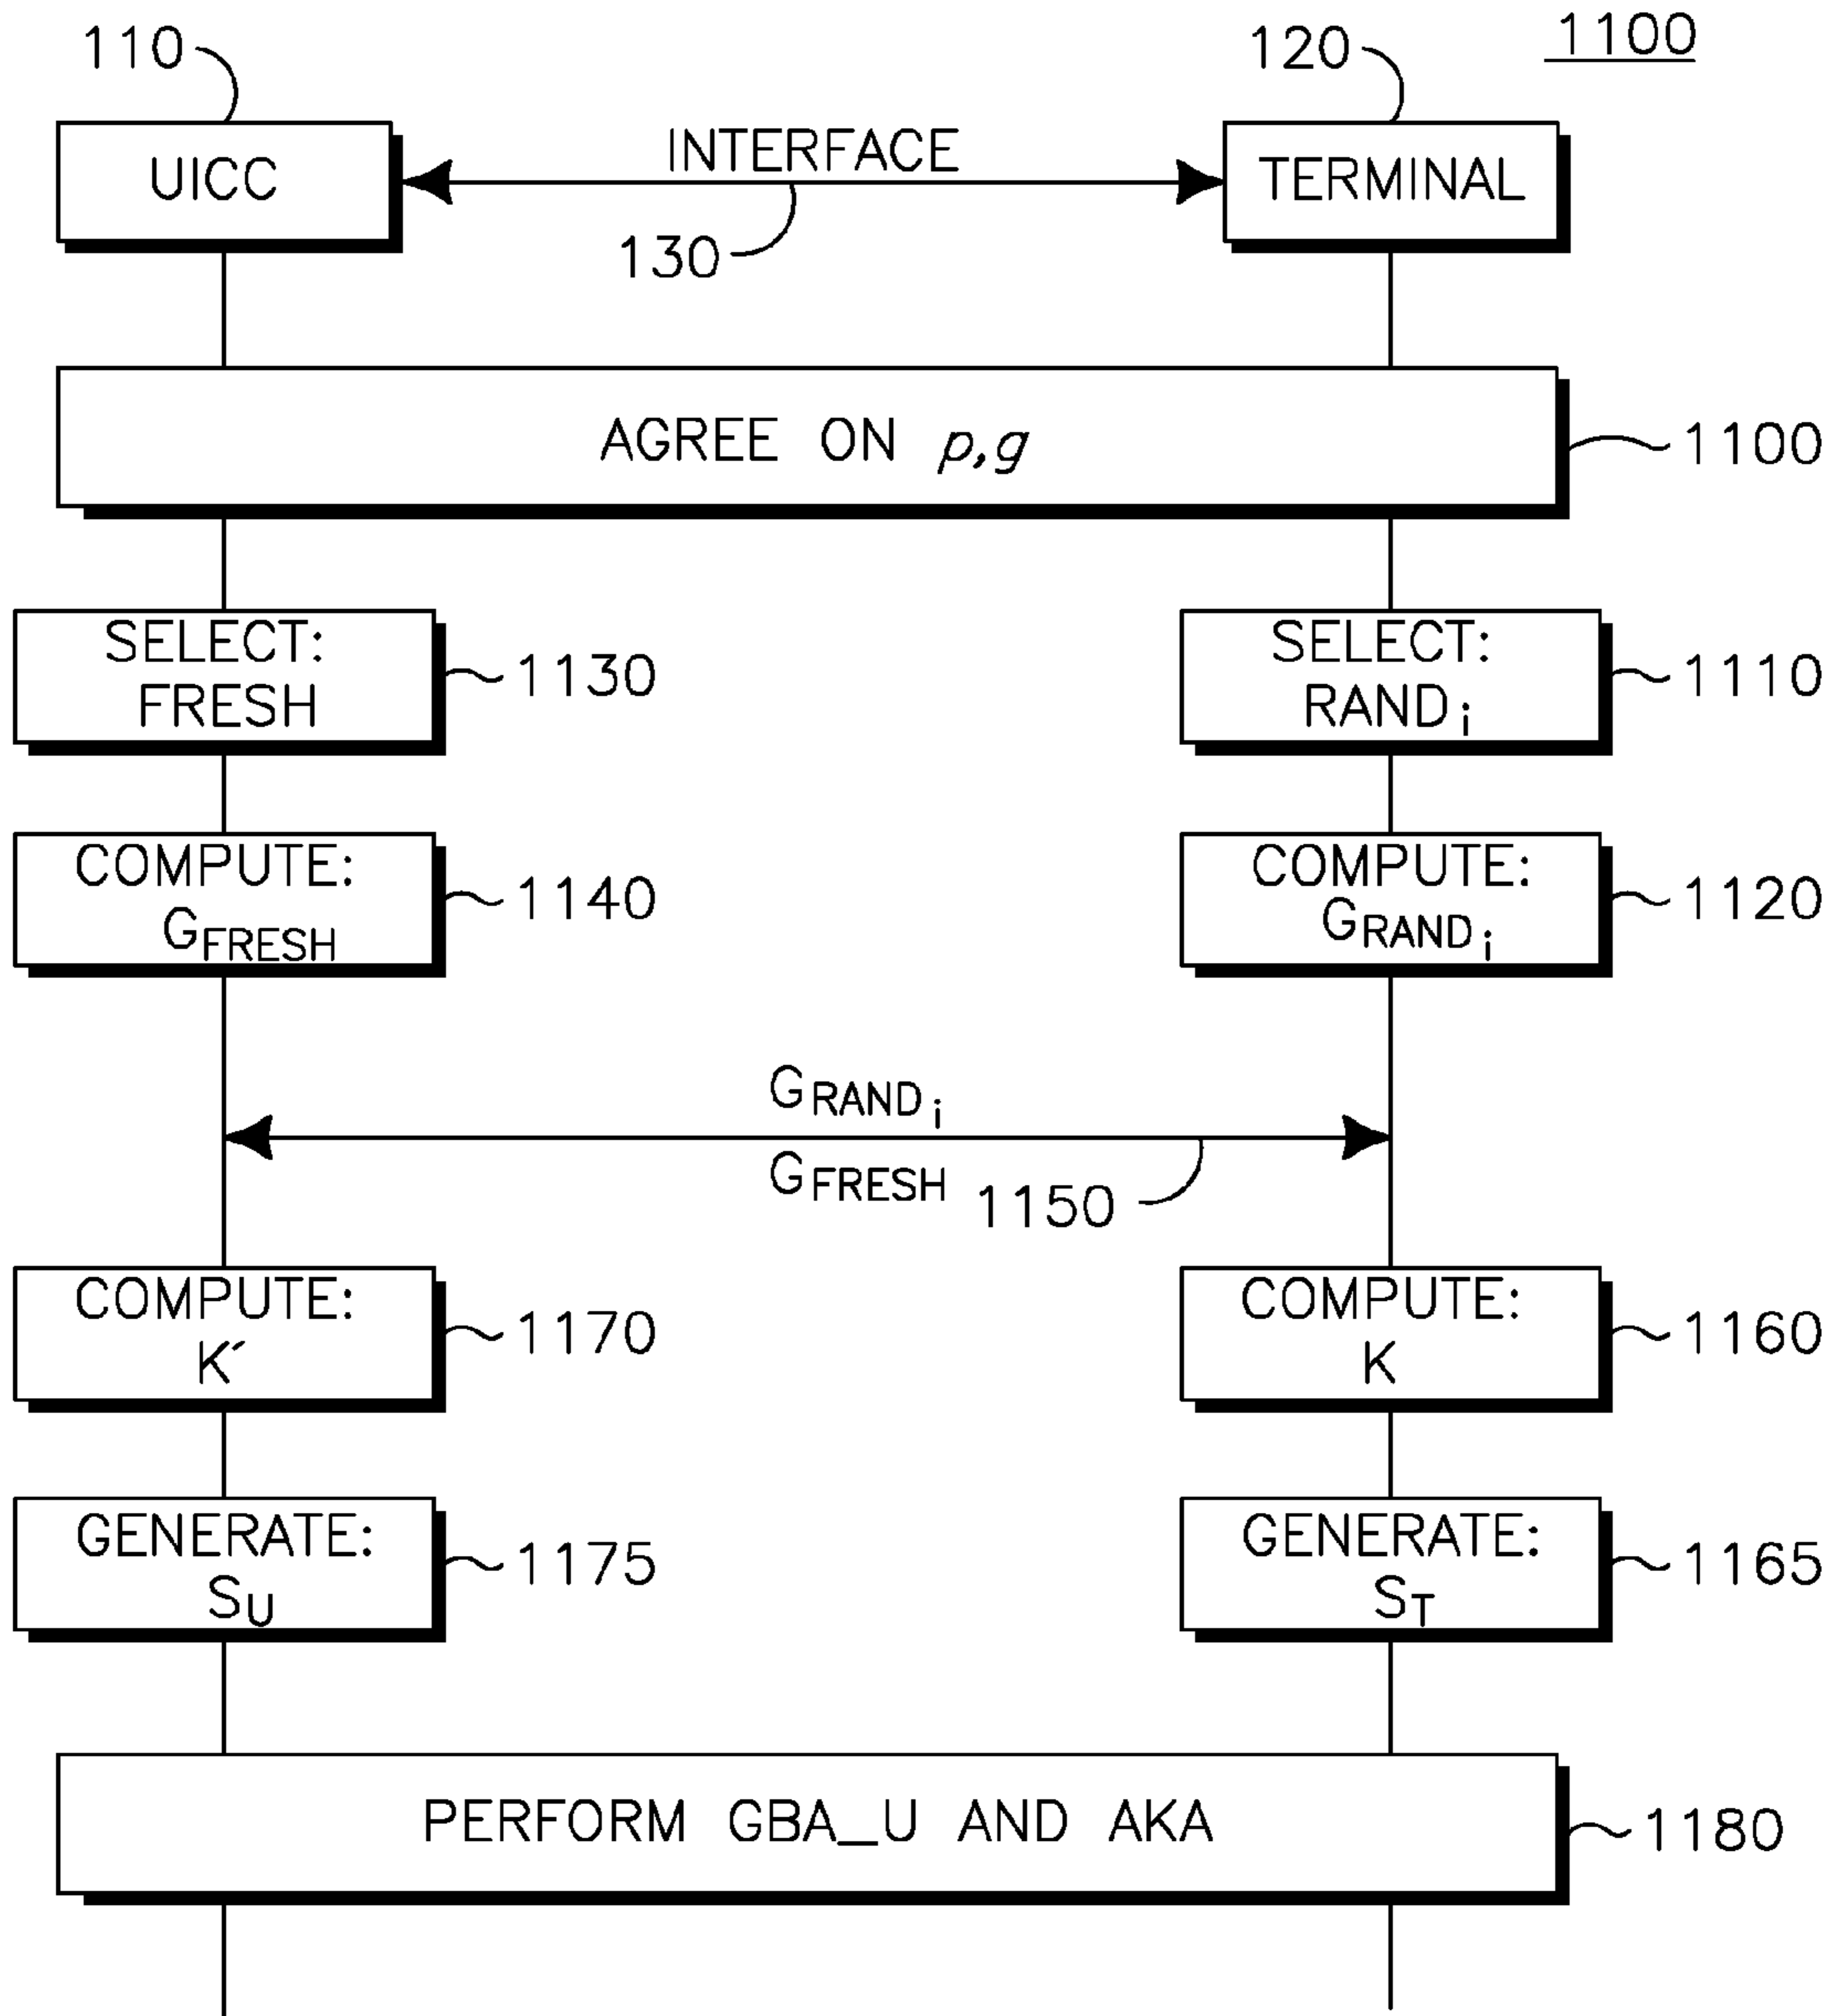 110
120
1100
UICC
INTERFACE
TERMINAL
130
AGREE ON p,g
1100
SELECT:
FRESH
1130
SELECT:
RANDi
1110
COMPUTE:
GFRESH
1140
COMPUTE:
GRANDi
1120
GRANDi
GFRESH
1150
COMPUTE:
K´
1170
COMPUTE:
K
1160
GENERATE:
SU
1175
GENERATE:
ST
1165
PERFORM GBA_U AND AKA
1180